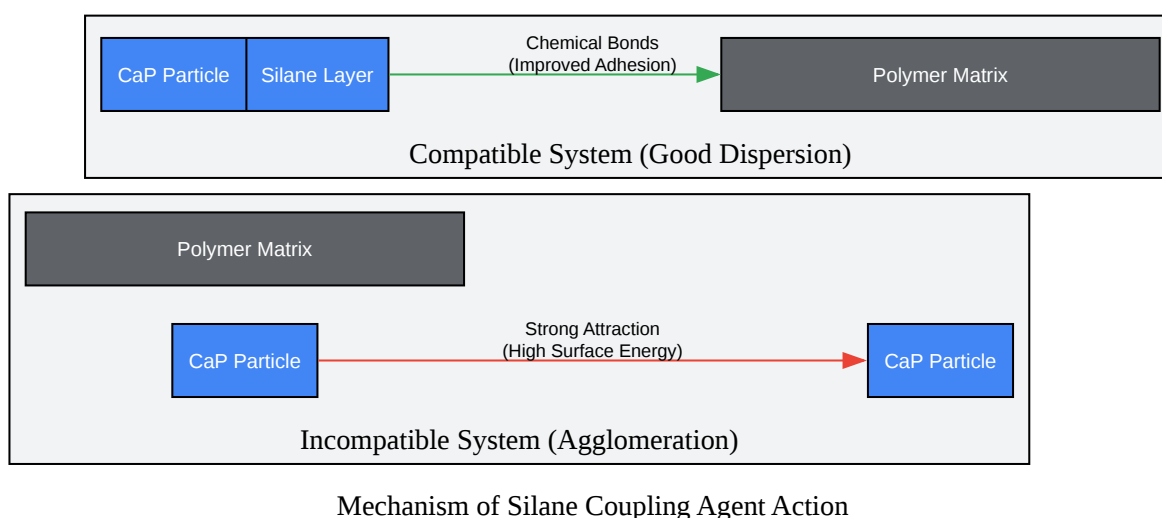 CaP Particle
Silane Layer
Chemical Bonds
(Improved Adhesion)
Polymer Matrix
Compatible System (Good Dispersion)
Polymer Matrix
CaP Particle
Strong Attraction
(High Surface Energy)
CaP Particle
Incompatible System (Agglomeration)
Mechanism of Silane Coupling Agent Action